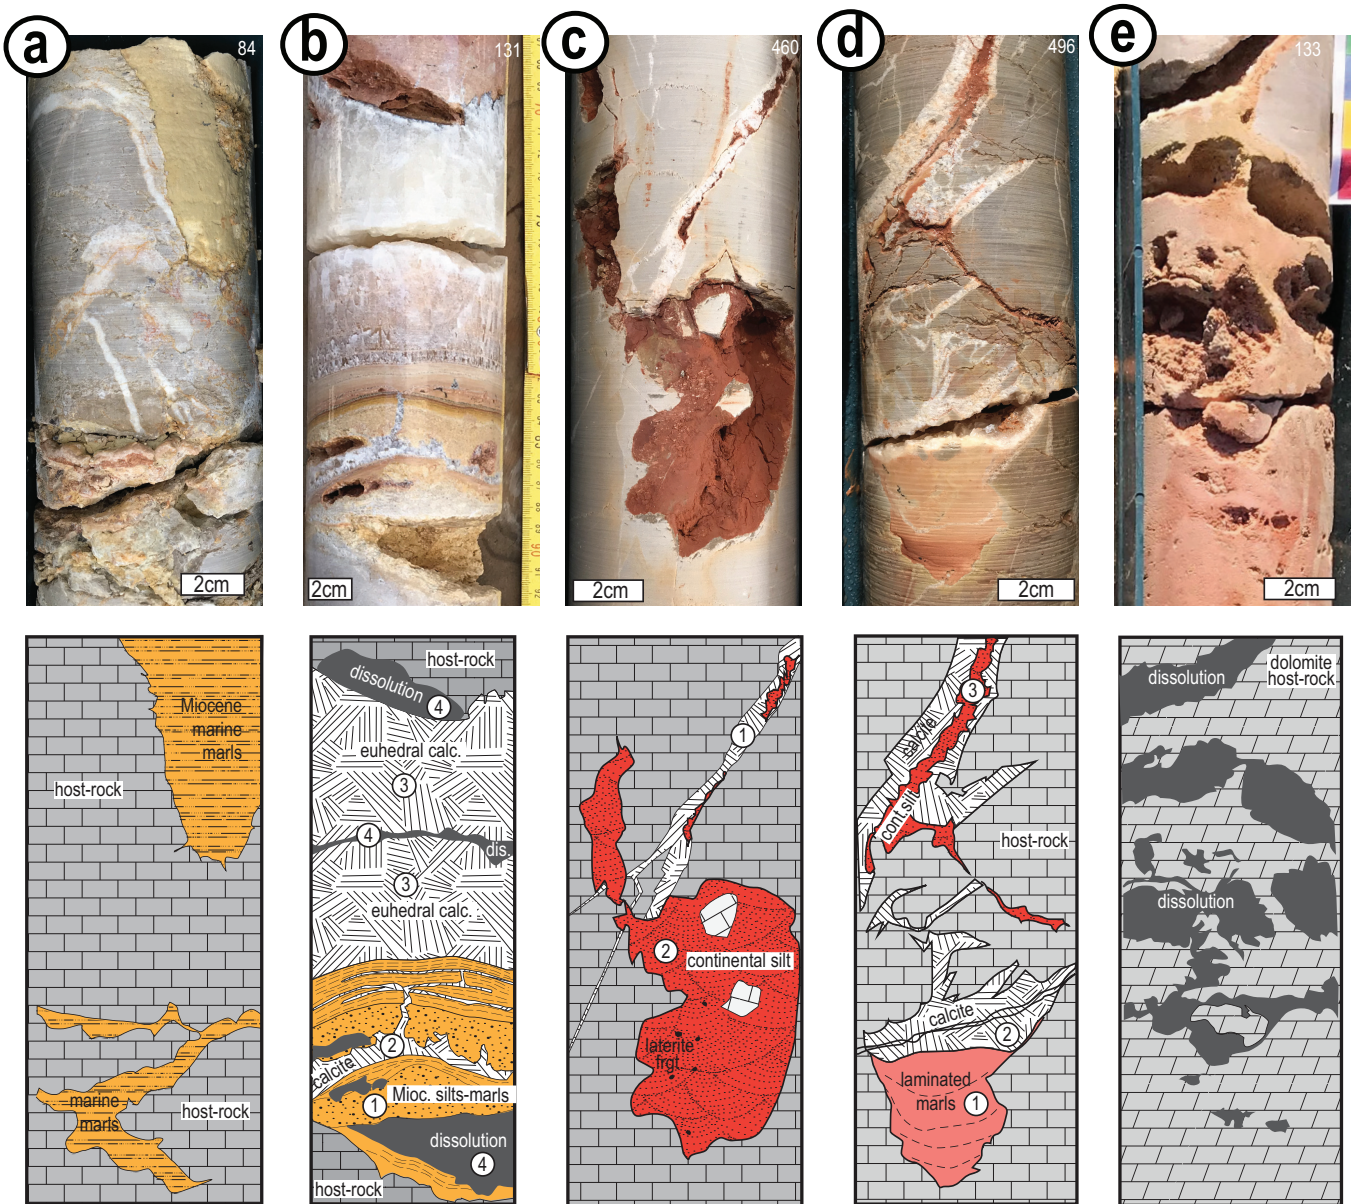 a
84
b
131
c
460
d
496
e
133
2cm
2cm
2cm
2cm
2cm
Miocene
marine
marls
host-rock
marine
marls
host-rock
host-rock
dissolution
4
euhedral calc.
3
4
dis.
3
euhedral calc.
2
calcite
Mioc. silts-marls
1
dissolution
4
host-rock
1
2
continental silt
laterite
frgt.
3
calcite
cont.silt
host-rock
calcite
2
laminated
marls
1
dissolution
dolomite
host-rock
dissolution